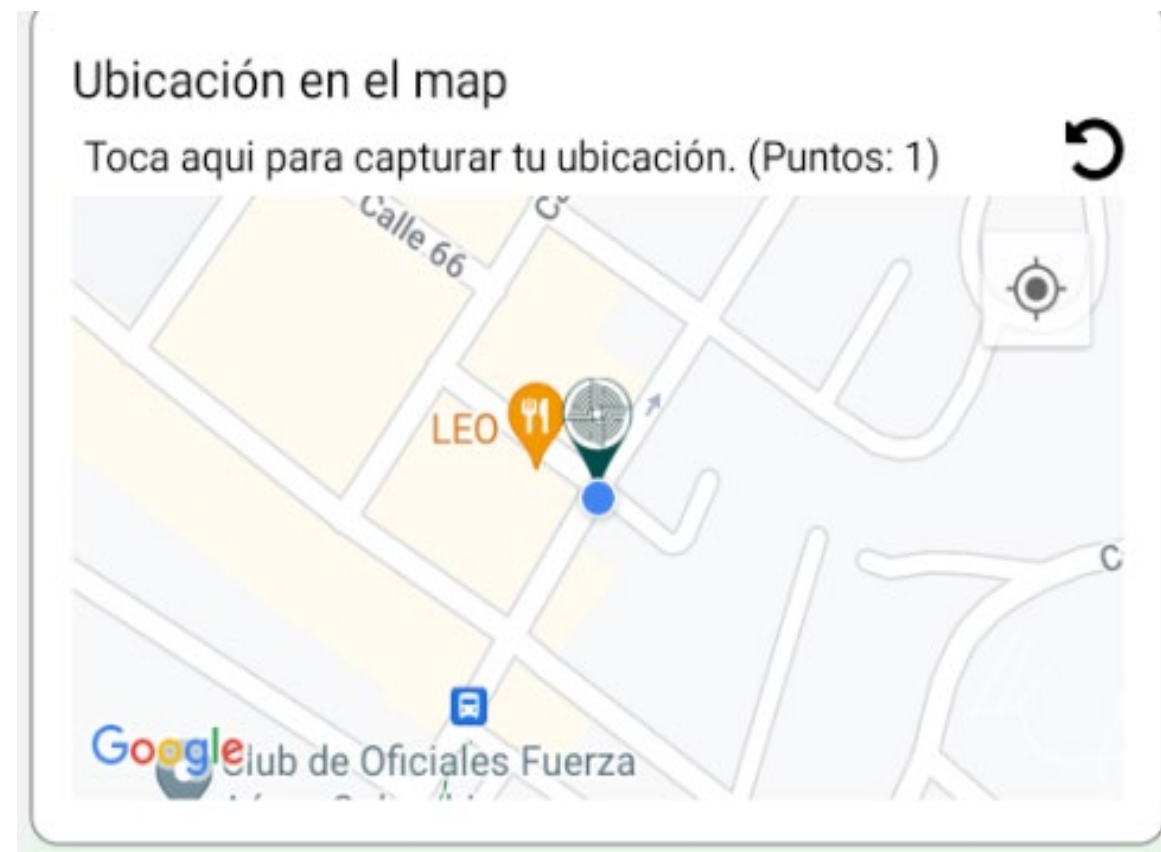 Ubicación en el map
Toca aqui para capturar tu ubicación. (Puntos: 1)
Calle 66
LEO
Google
Club de Oficiales Fuerza